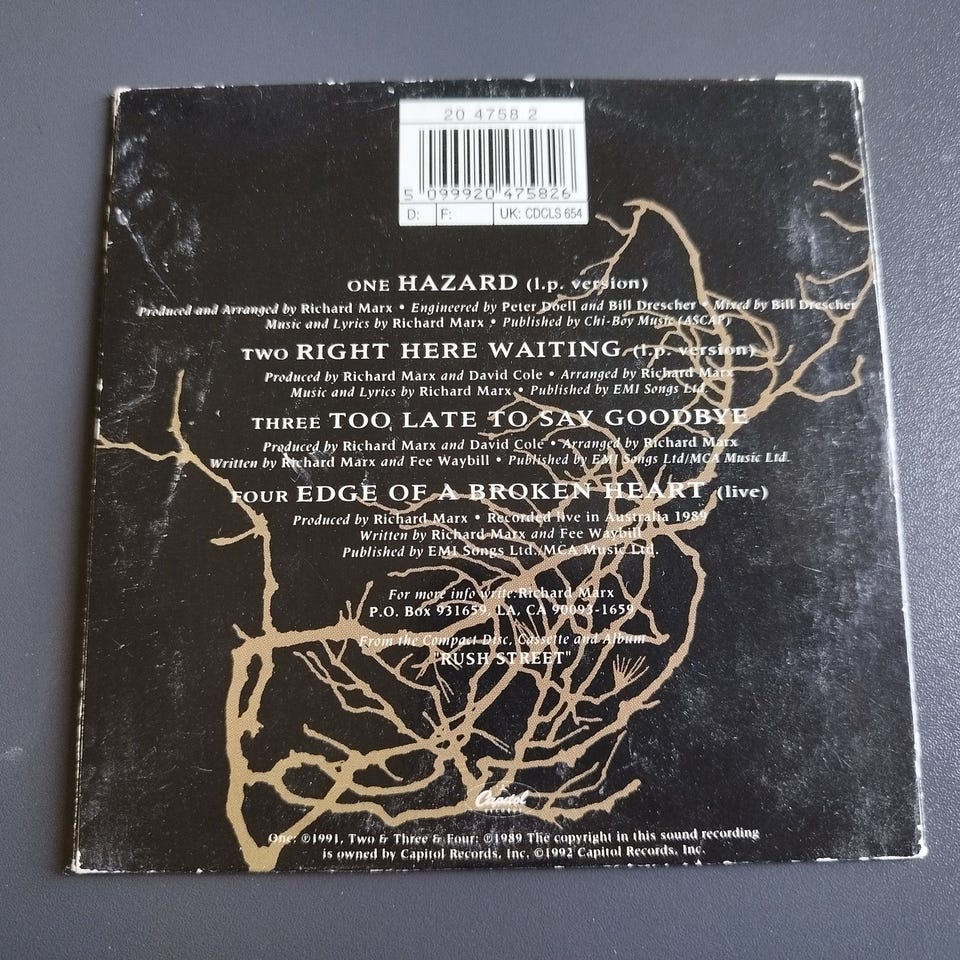 20 4758 2
5 099920 475826
D: F: UK: CDCLS 654
ONE HAZARD (l.p. version)
Produced and Arranged by Richard Marx • Engineered by Peter Doell and Bill Drescher • Mixed by Bill Drescher
Music and Lyrics by Richard Marx • Published by Chi-Boy Music (ASCAP)
TWO RIGHT HERE WAITING (l.p. version)
Produced by Richard Marx and David Cole • Arranged by Richard Marx
Music and Lyrics by Richard Marx • Published by EMI Songs Ltd.
THREE TOO LATE TO SAY GOODBYE
Produced by Richard Marx and David Cole • Arranged by Richard Marx
Written by Richard Marx and Fee Waybill • Published by EMI Songs Ltd/MCA Music Ltd.
FOUR EDGE OF A BROKEN HEART (live)
Produced by Richard Marx • Recorded live in Australia 1989
Written by Richard Marx and Fee Waybill
Published by EMI Songs Ltd./MCA Music Ltd.
For more info write:Richard Marx
P.O. Box 931659, LA, CA 90093-1659
From the Compact Disc, Cassette and Album
"RUSH STREET"
Capitol
One: ℗1991, Two & Three & Four: ℗1989 The copyright in this sound recording
is owned by Capitol Records, Inc. ©1992 Capitol Records, Inc.